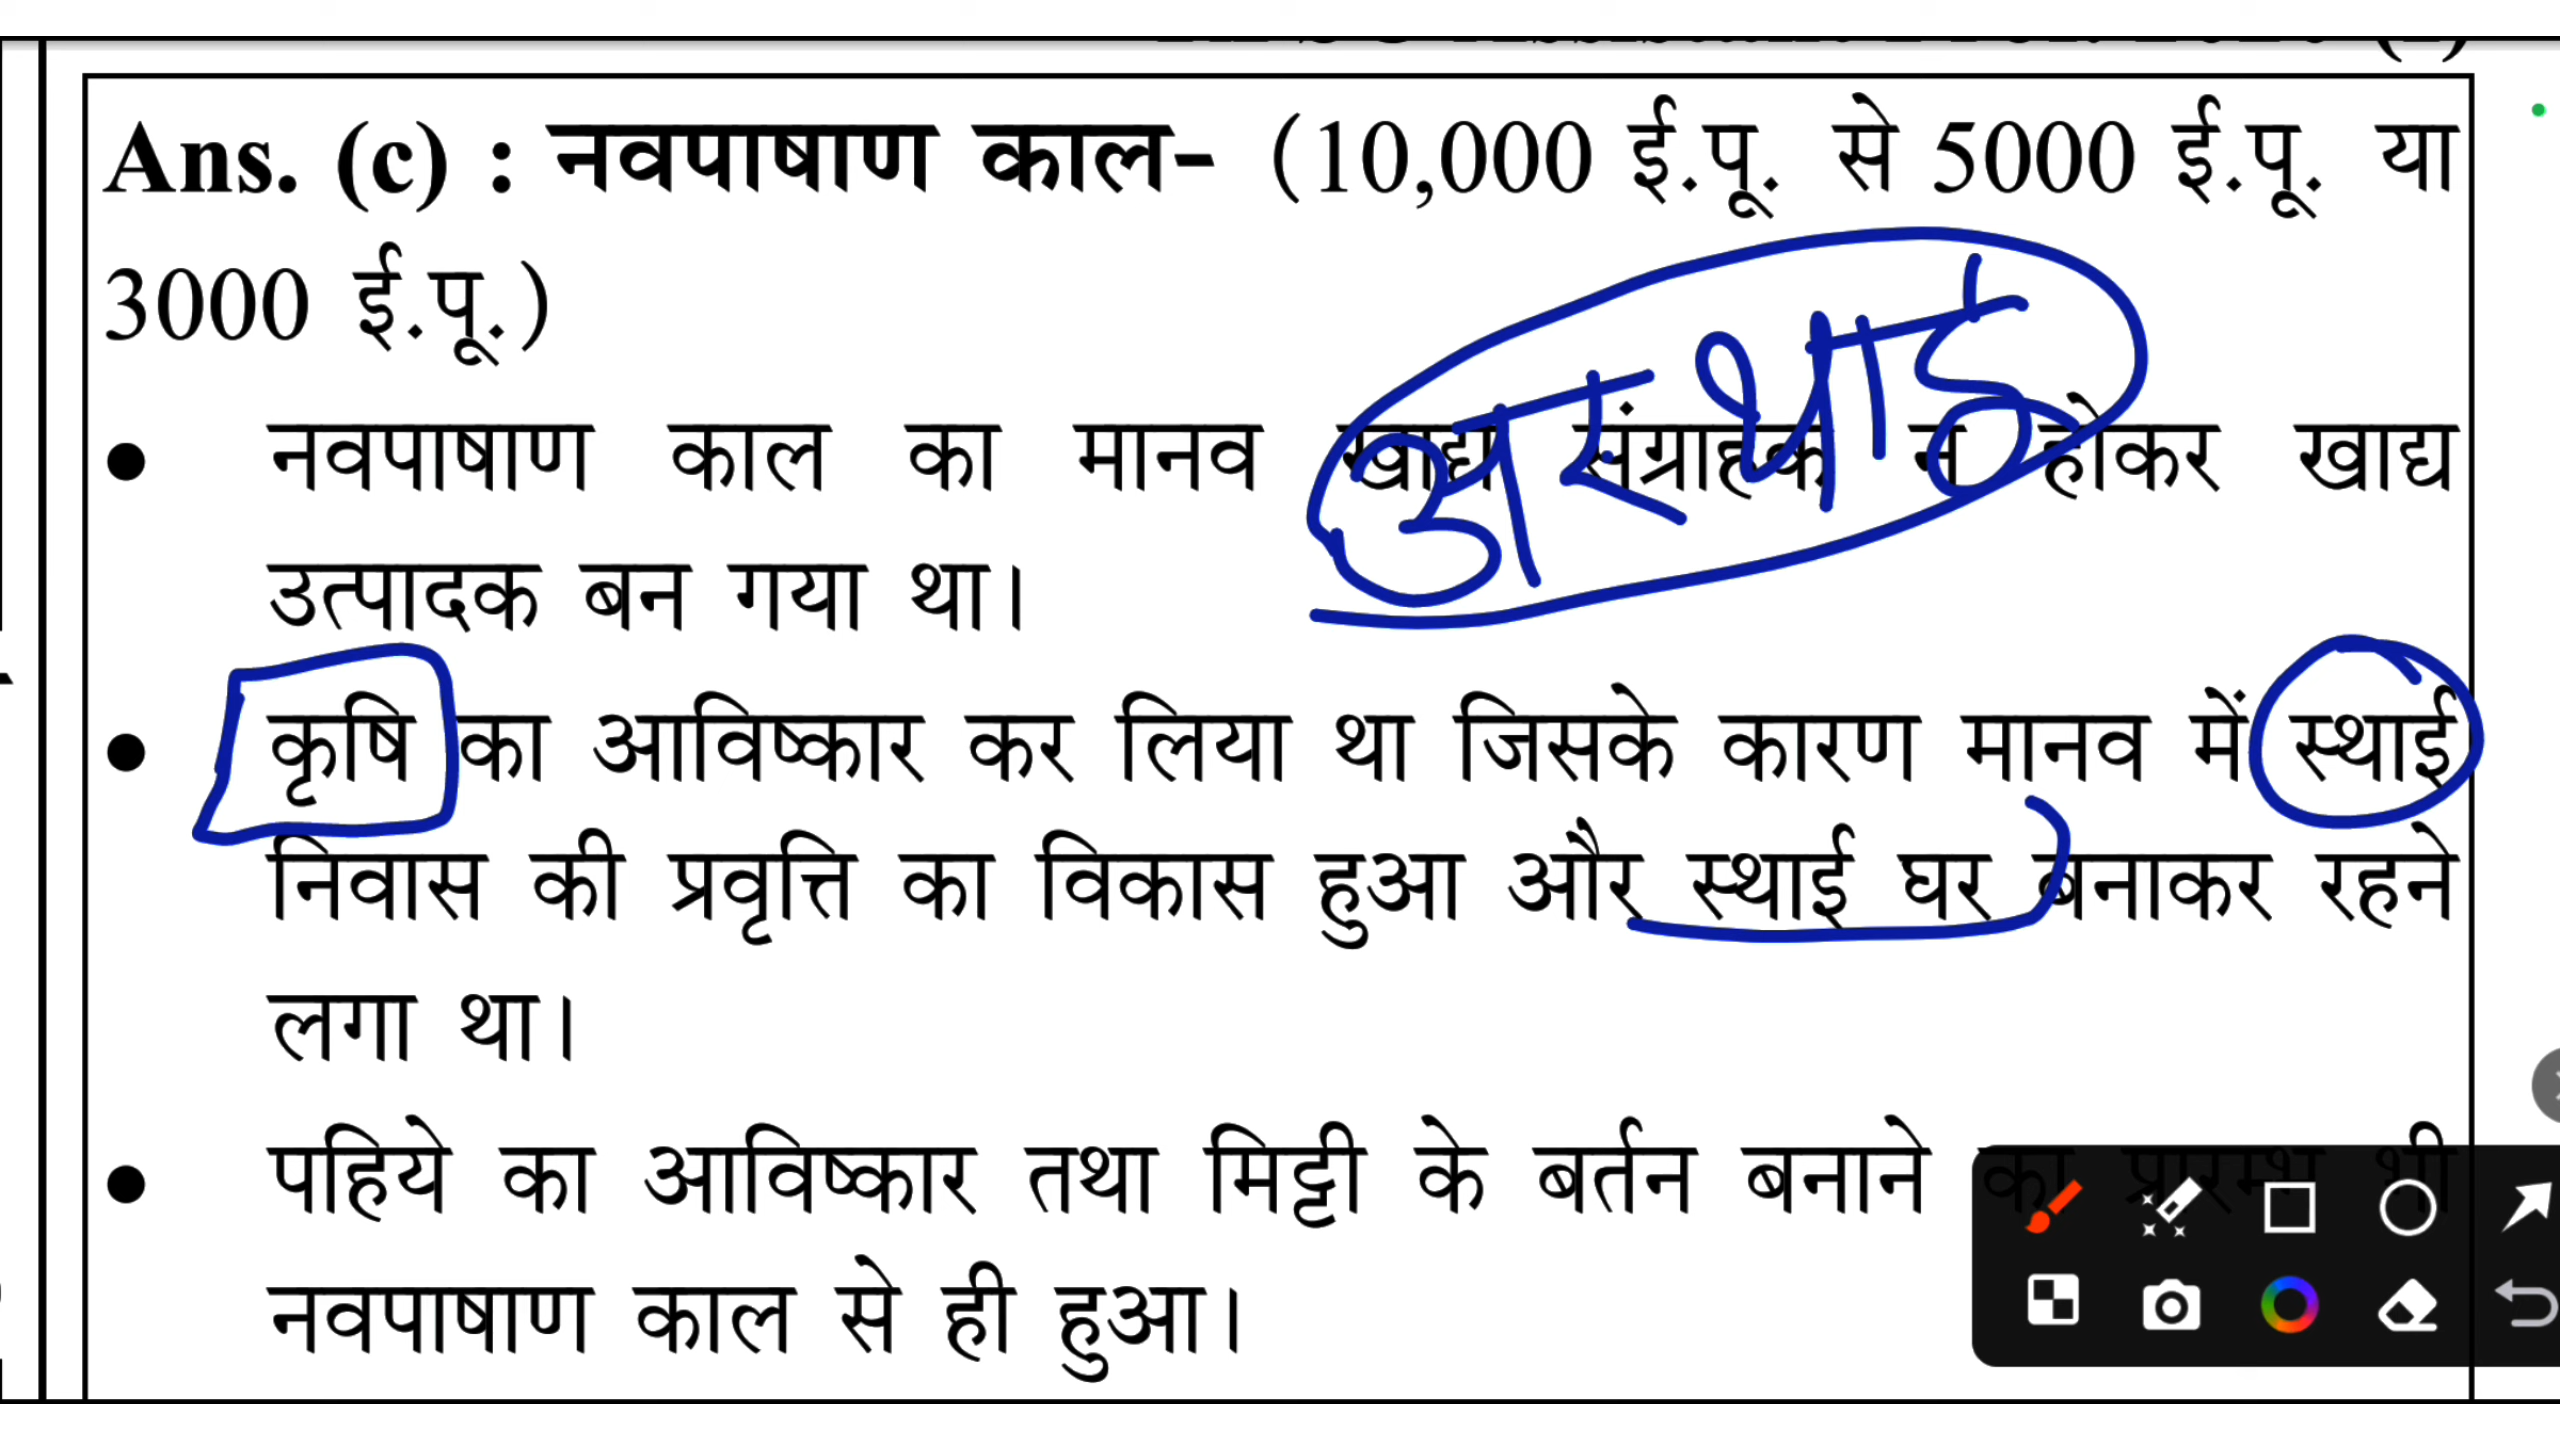 Ans. (c) : नवपाषाण काल- (10,000 ई.पू. से 5000 ई.पू. या
3000 ई.पू.)
अस्थाई
● नवपाषाण काल का मानव खाद्य संग्राहक न होकर खाद्य
उत्पादक बन गया था।
● कृषि का आविष्कार कर लिया था जिसके कारण मानव में स्थाई
निवास की प्रवृत्ति का विकास हुआ और स्थाई घर बनाकर रहने
लगा था।
● पहिये का आविष्कार तथा मिट्टी के बर्तन बनाने का प्रारम्भ भी
नवपाषाण काल से ही हुआ।